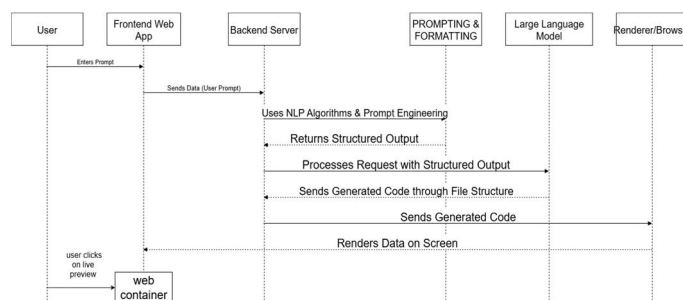 User
Frontend Web
App
Backend Server
PROMPTING &
FORMATTING
Large Language
Model
Renderer/Brows
Enters Prompt
Sends Data (User Prompt)
Uses NLP Algorithms & Prompt Engineering
Returns Structured Output
Processes Request with Structured Output
Sends Generated Code through File Structure
Sends Generated Code
Renders Data on Screen
user clicks
on live
preview
web
container